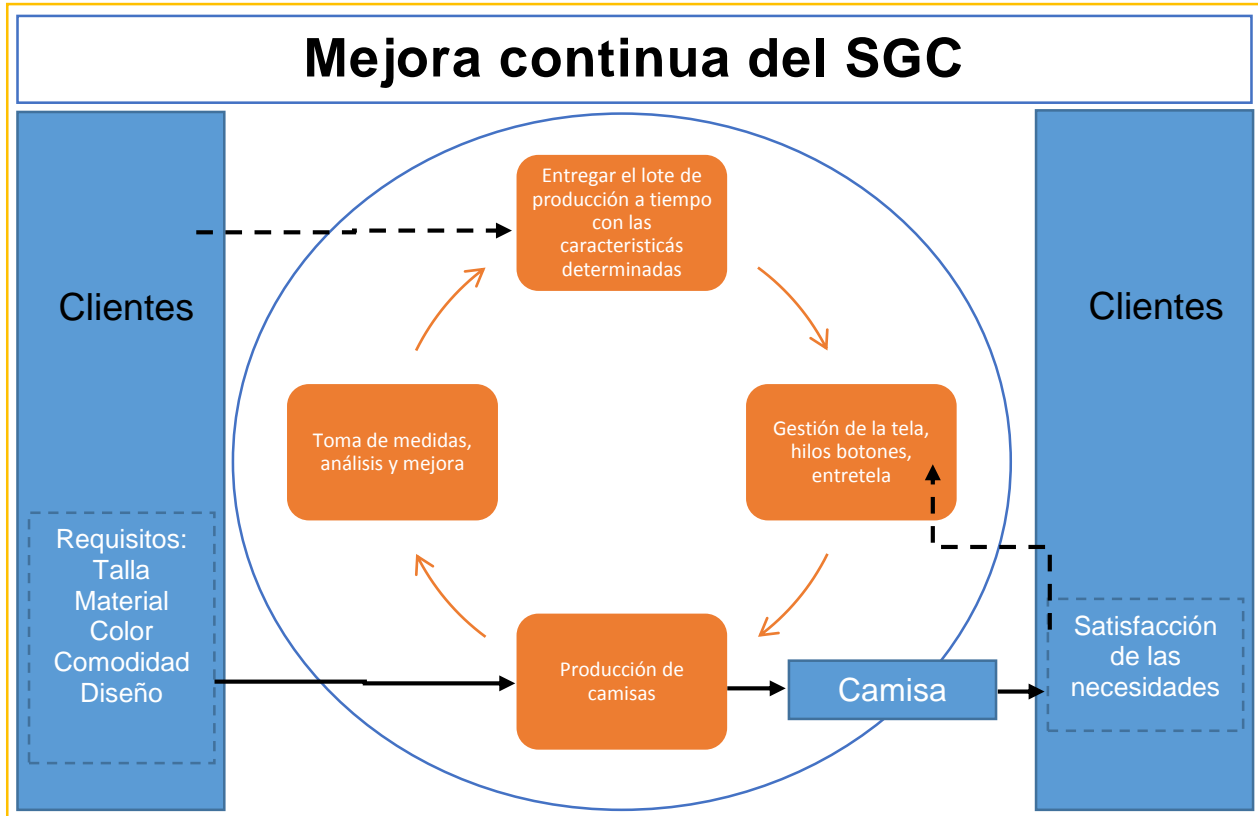 Mejora continua del SGC
Clientes
Requisitos:
Talla
Material
Color
Comodidad
Diseño
Entregar el lote de
producción a tiempo
con las
caracteristicás
determinadas
Toma de medidas,
análisis y mejora
Gestión de la tela,
hilos botones,
entretela
Producción de
camisas
Camisa
Clientes
Satisfacción
de las
necesidades